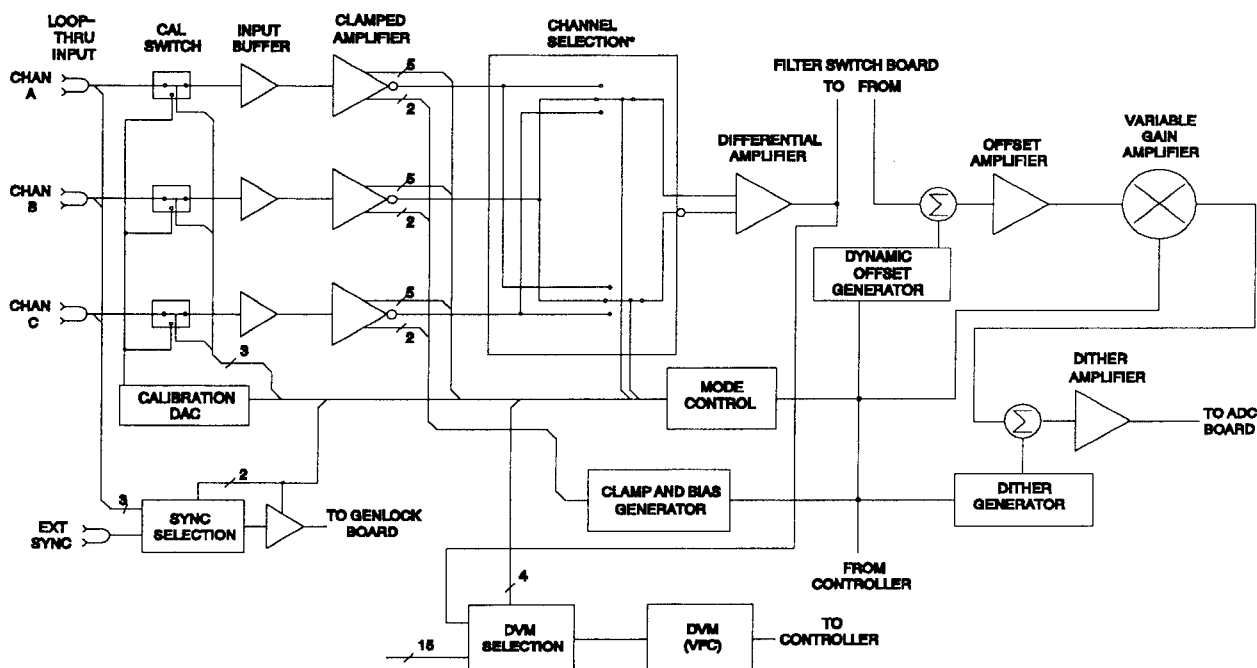 LOOP-
THRU
INPUT
CAL
SWITCH
INPUT
BUFFER
CLAMPED
AMPLIFIER
CHANNEL
SELECTION*
CHAN
A
5
2
FILTER SWITCH BOARD
TO FROM
DIFFERENTIAL
AMPLIFIER
OFFSET
AMPLIFIER
VARIABLE
GAIN
AMPLIFIER
CHAN
B
5
2
Σ
DYNAMIC
OFFSET
GENERATOR
CHAN
C
5
2
3
CALIBRATION
DAC
MODE
CONTROL
DITHER
AMPLIFIER
Σ
TO ADC
BOARD
2
3
EXT
SYNC
SYNC
SELECTION
TO GENLOCK
BOARD
CLAMP AND BIAS
GENERATOR
DITHER
GENERATOR
FROM
CONTROLLER
4
15
DVM
SELECTION
DVM
(VFC)
TO
CONTROLLER